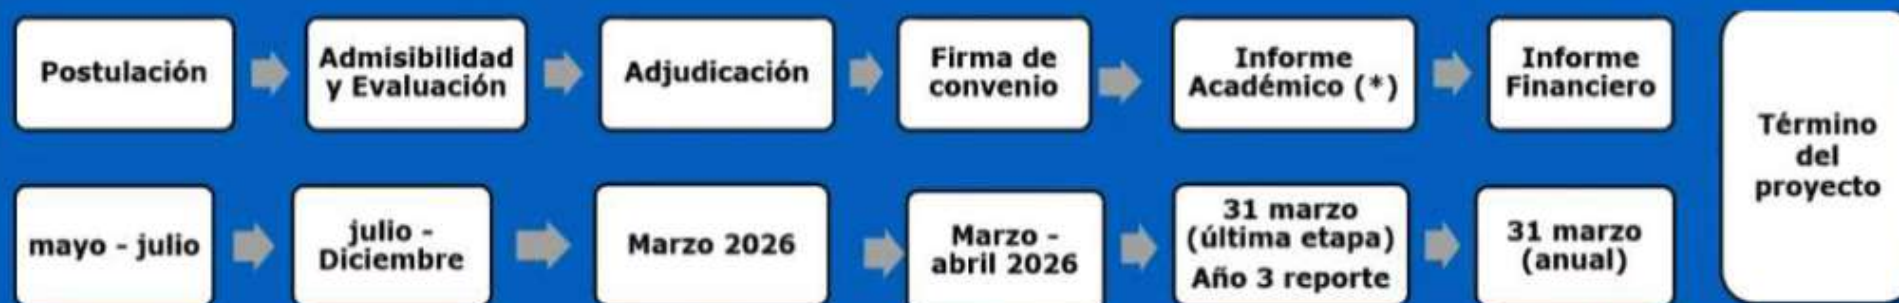 Postulación
Admisibilidad
y Evaluación
Adjudicación
Firma de
convenio
Informe
Académico (*)
Informe
Financiero
Término
del
proyecto
mayo - julio
julio -
Diciembre
Marzo 2026
Marzo -
abril 2026
31 marzo
(última etapa)
Año 3 reporte
31 marzo
(anual)